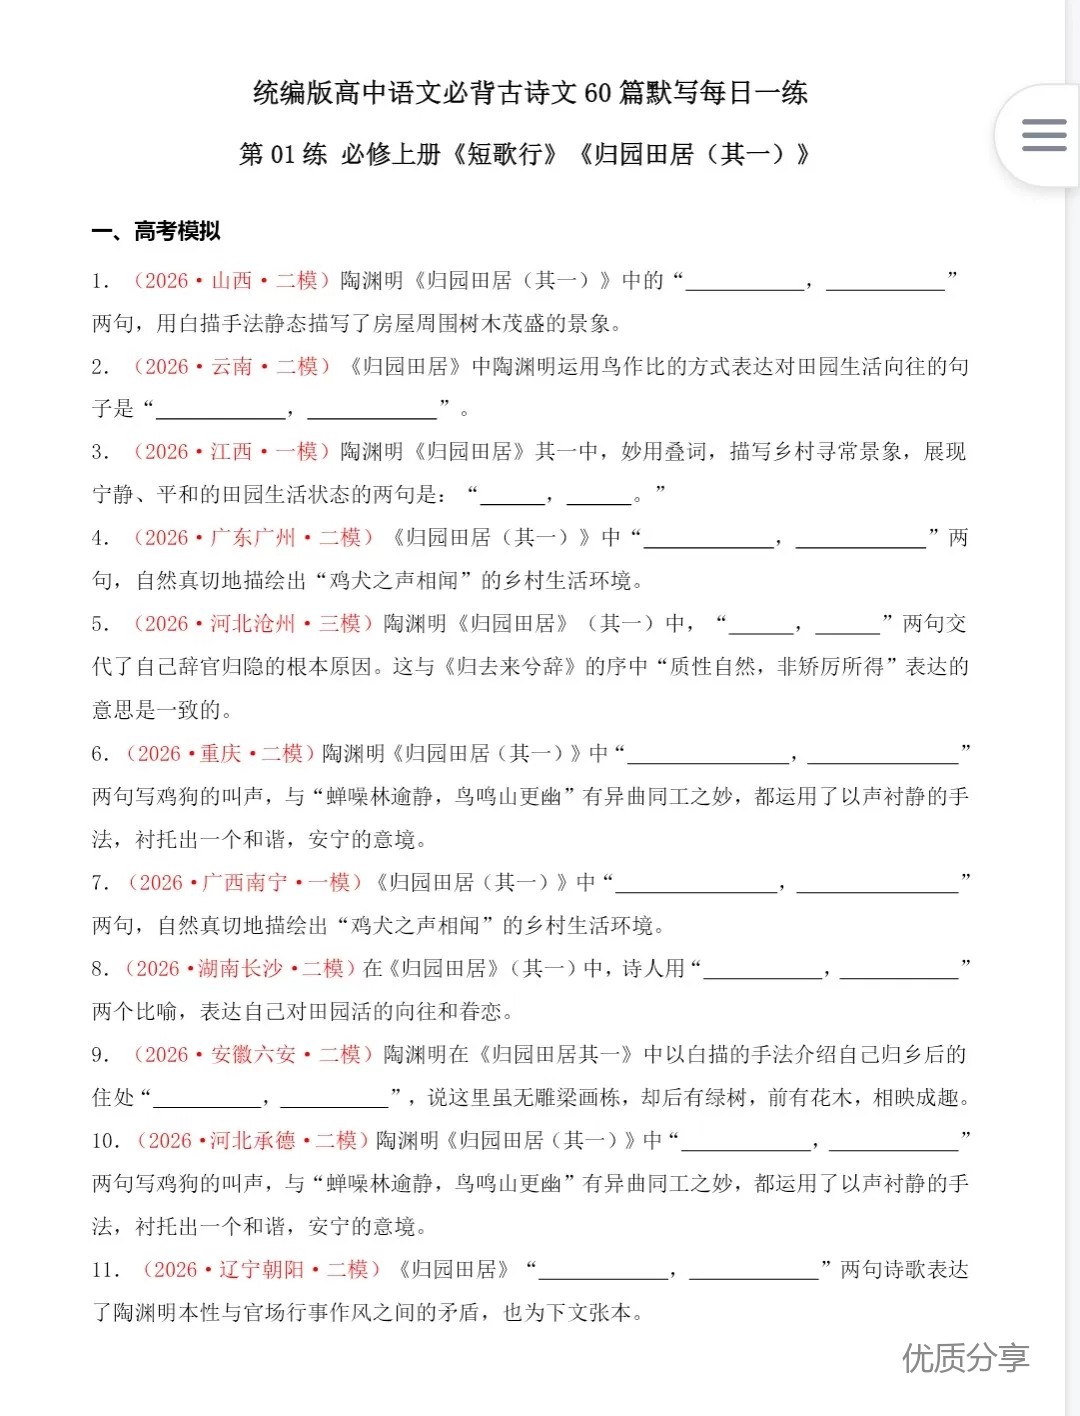 统编版高中语文必背古诗文60篇默写每日一练
第01练 必修上册《短歌行》《归园田居（其一）》
一、高考模拟
1. （2026·山西·二模）陶渊明《归园田居（其一）》中的“___________，___________”
两句，用白描手法静态描写了房屋周围树木茂盛的景象。
2. （2026·云南·二模）《归园田居》中陶渊明运用鸟作比的方式表达对田园生活向往的句
子是“____________，____________”。
3. （2026·江西·一模）陶渊明《归园田居》其一中，妙用叠词，描写乡村寻常景象，展现
宁静、平和的田园生活状态的两句是：“______，______。”
4. （2026·广东广州·二模）《归园田居（其一）》中“____________，____________”两
句，自然真切地描绘出“鸡犬之声相闻”的乡村生活环境。
5. （2026·河北沧州·三模）陶渊明《归园田居》（其一）中，“______，______”两句交
代了自己辞官归隐的根本原因。这与《归去来兮辞》的序中“质性自然，非矫厉所得”表达的
意思是一致的。
6.（2026·重庆·二模）陶渊明《归园田居（其一）》中“_______________，______________”
两句写鸡狗的叫声，与“蝉噪林逾静，鸟鸣山更幽”有异曲同工之妙，都运用了以声衬静的手
法，衬托出一个和谐，安宁的意境。
7.（2026·广西南宁·一模）《归园田居（其一）》中“_______________，_______________”
两句，自然真切地描绘出“鸡犬之声相闻”的乡村生活环境。
8.（2026·湖南长沙·二模）在《归园田居》（其一）中，诗人用“___________，___________”
两个比喻，表达自己对田园活的向往和眷恋。
9. （2026·安徽六安·二模）陶渊明在《归园田居其一》中以白描的手法介绍自己归乡后的
住处“__________，__________”，说这里虽无雕梁画栋，却后有绿树，前有花木，相映成趣。
10.（2026·河北承德·二模）陶渊明《归园田居（其一）》中“____________，____________”
两句写鸡狗的叫声，与“蝉噪林逾静，鸟鸣山更幽”有异曲同工之妙，都运用了以声衬静的手
法，衬托出一个和谐，安宁的意境。
11. （2026·辽宁朝阳·二模）《归园田居》“____________，____________”两句诗歌表达
了陶渊明本性与官场行事作风之间的矛盾，也为下文张本。
优质分享